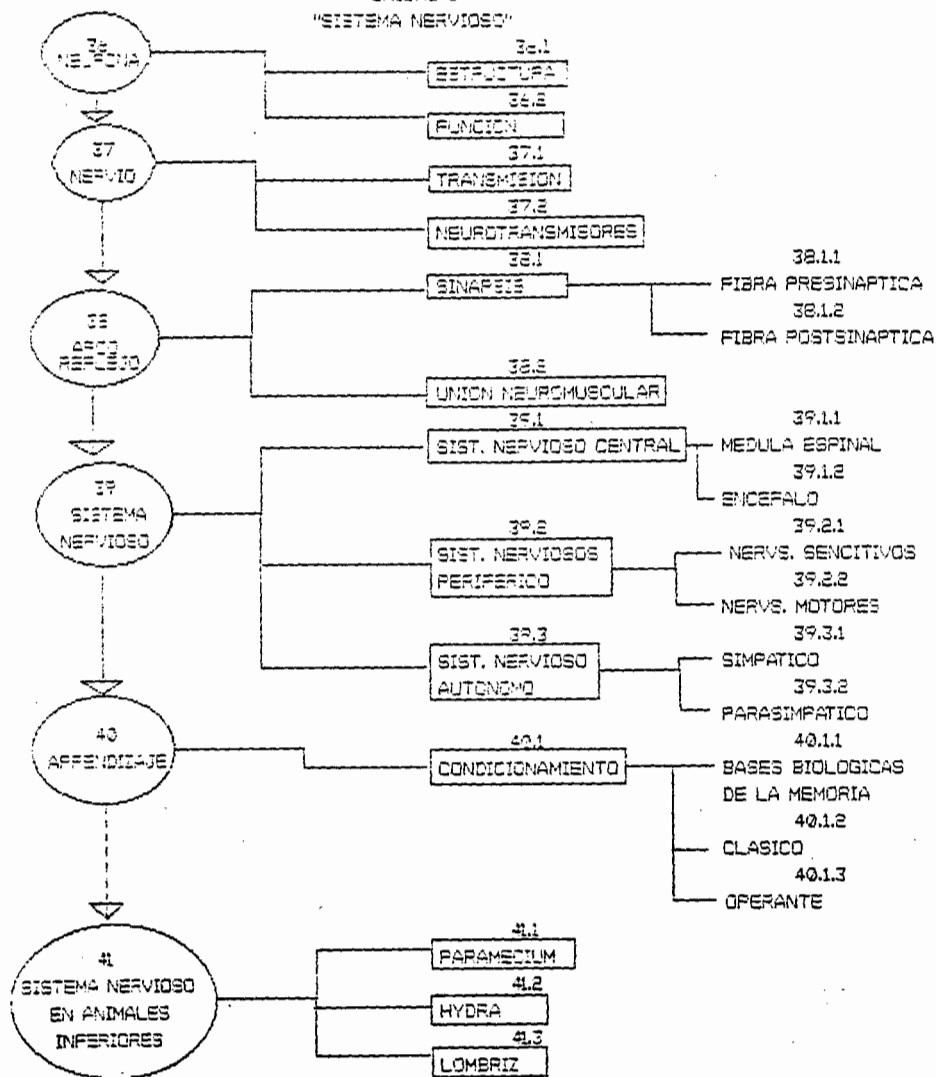 "SISTEMA NERVIOSO"
36
NEURONA
36.1
ESTRUCTURA
36.2
FUNCION
37
NERVIO
37.1
TRANSMISION
37.2
NEUROTRANSMISORES
38
ARCO
REFLEJO
38.1
SINAPSIS
38.1.1
FIBRA PRESINAPTICA
38.1.2
FIBRA POSTSINAPTICA
38.2
UNION NEUROMUSCULAR
39
SISTEMA
NERVIOSO
39.1
SIST. NERVIOSO CENTRAL
39.1.1
MEDULA ESPINAL
39.1.2
ENCEFALO
39.2
SIST. NERVIOSOS
PERIFERICO
39.2.1
NERVS. SENCITIVOS
39.2.2
NERVS. MOTORES
39.3
SIST. NERVIOSO
AUTONOMO
39.3.1
SIMPATICO
39.3.2
PARASIMPATICO
40
APRENDIZAJE
40.1
CONDICIONAMIENTO
40.1.1
BASES BIOLOGICAS
DE LA MEMORIA
40.1.2
CLASICO
40.1.3
OPERANTE
41
SISTEMA NERVIOSO
EN ANIMALES
INFERIORES
41.1
PARAMECIUM
41.2
HYDRA
41.3
LOMBRIZ